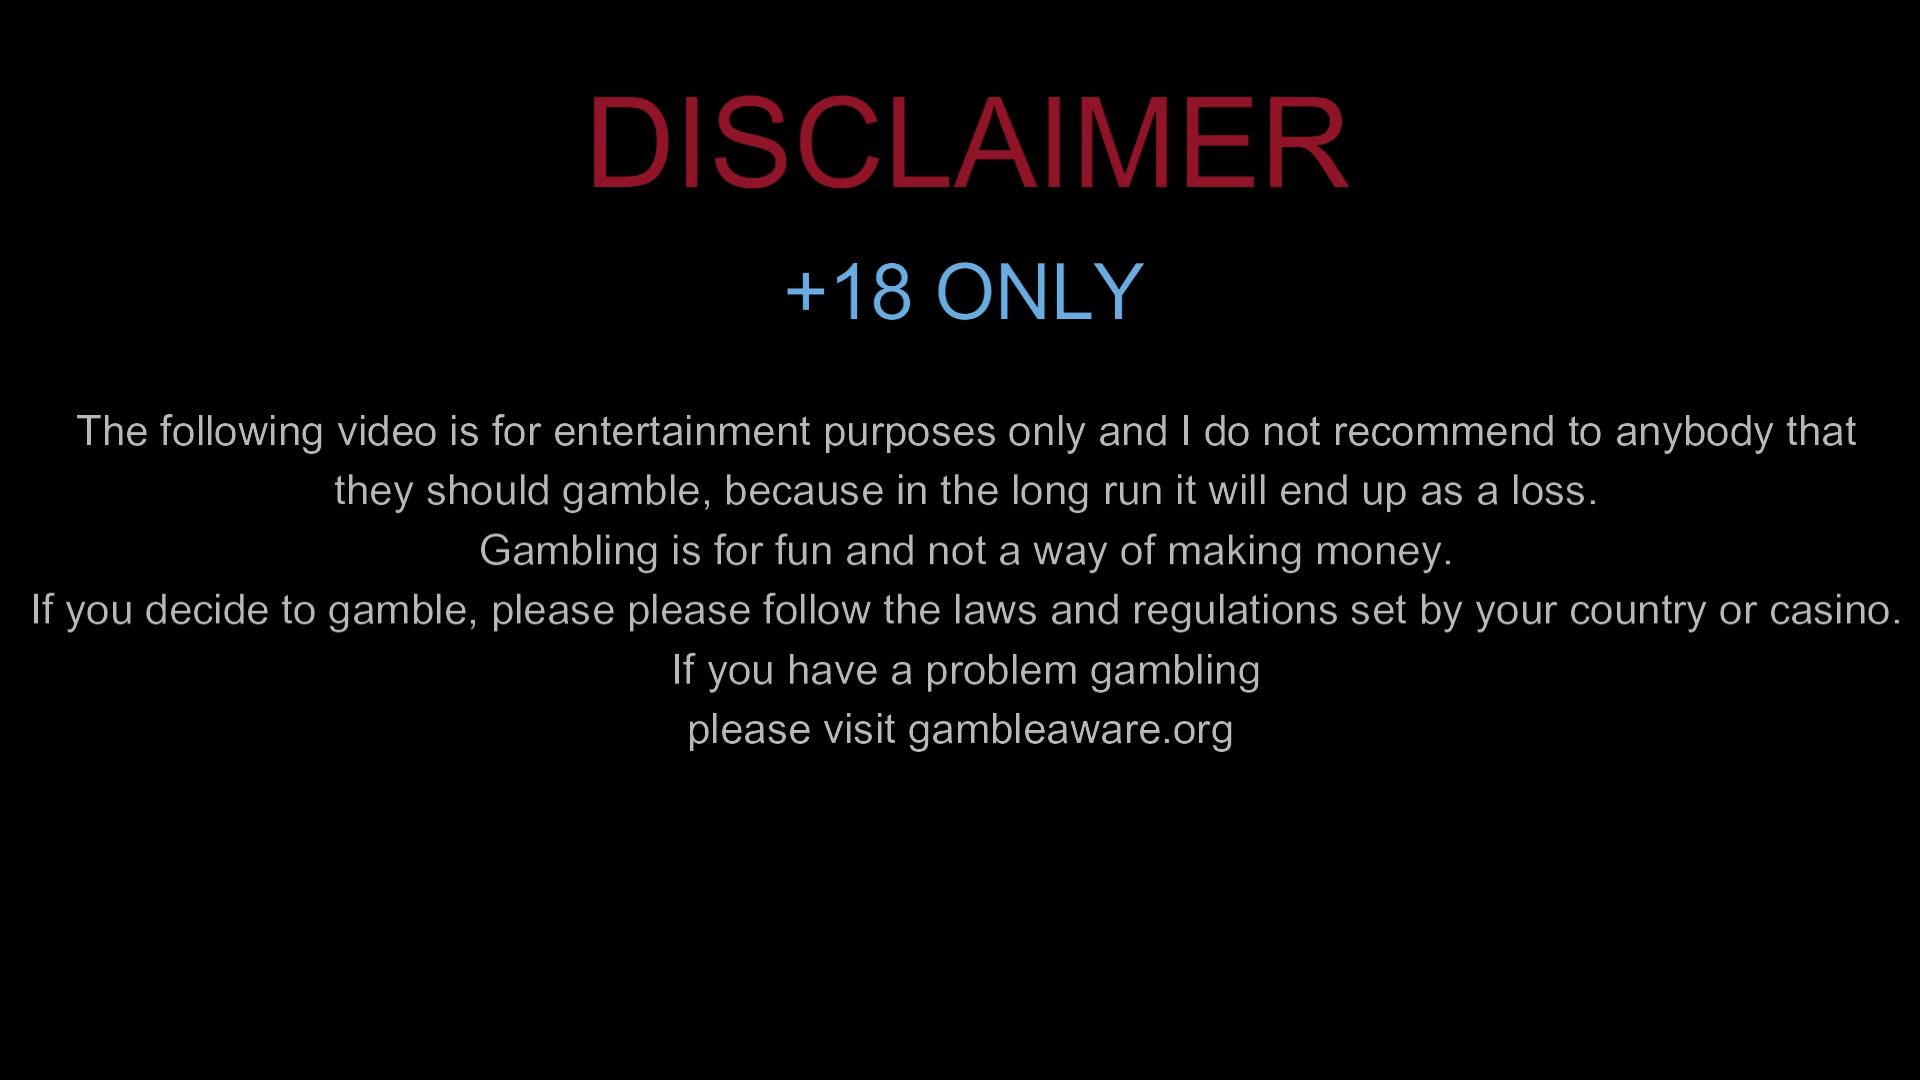 DISCLAIMER
+18 ONLY
The following video is for entertainment purposes only and I do not recommend to anybody that
they should gamble, because in the long run it will end up as a loss.
Gambling is for fun and not a way of making money.
If you decide to gamble, please please follow the laws and regulations set by your country or casino.
If you have a problem gambling
please visit gambleaware.org